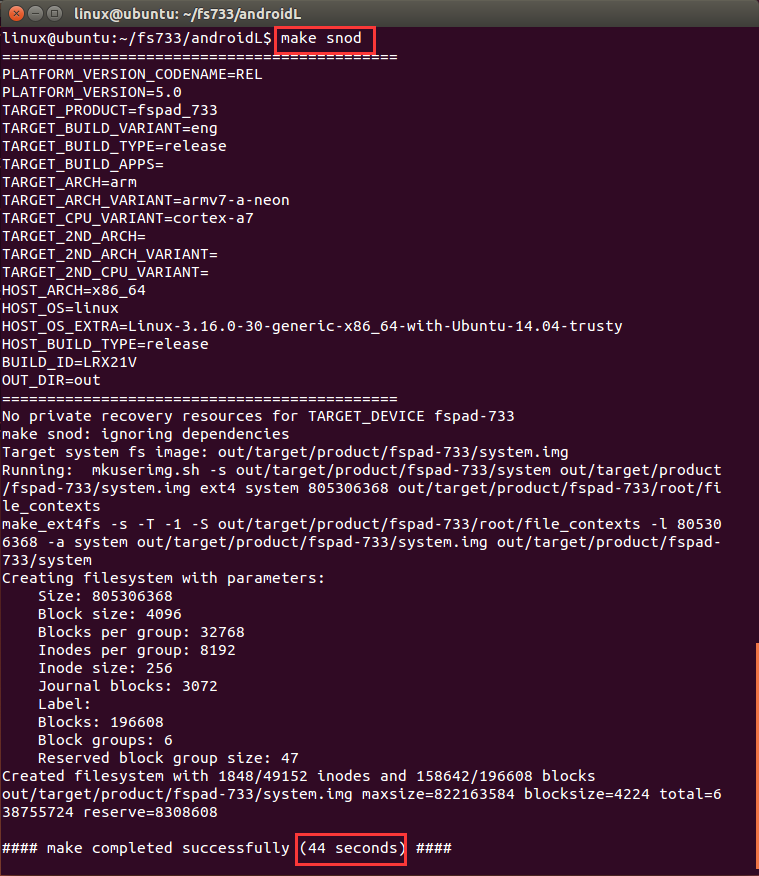 linux@ubuntu: ~/fs733/androidL
linux@ubuntu:~/fs733/androidL$ make snod
============================================
PLATFORM_VERSION_CODENAME=REL
PLATFORM_VERSION=5.0
TARGET_PRODUCT=fspad_733
TARGET_BUILD_VARIANT=eng
TARGET_BUILD_TYPE=release
TARGET_BUILD_APPS=
TARGET_ARCH=arm
TARGET_ARCH_VARIANT=armv7-a-neon
TARGET_CPU_VARIANT=cortex-a7
TARGET_2ND_ARCH=
TARGET_2ND_ARCH_VARIANT=
TARGET_2ND_CPU_VARIANT=
HOST_ARCH=x86_64
HOST_OS=linux
HOST_OS_EXTRA=Linux-3.16.0-30-generic-x86_64-with-Ubuntu-14.04-trusty
HOST_BUILD_TYPE=release
BUILD_ID=LRX21V
OUT_DIR=out
============================================
No private recovery resources for TARGET_DEVICE fspad-733
make snod: ignoring dependencies
Target system fs image: out/target/product/fspad-733/system.img
Running:  mkuserimg.sh -s out/target/product/fspad-733/system out/target/product
/fspad-733/system.img ext4 system 805306368 out/target/product/fspad-733/root/fi
le_contexts
make_ext4fs -s -T -1 -S out/target/product/fspad-733/root/file_contexts -l 80530
6368 -a system out/target/product/fspad-733/system.img out/target/product/fspad-
733/system
Creating filesystem with parameters:
    Size: 805306368
    Block size: 4096
    Blocks per group: 32768
    Inodes per group: 8192
    Inode size: 256
    Journal blocks: 3072
    Label:
    Blocks: 196608
    Block groups: 6
    Reserved block group size: 47
Created filesystem with 1848/49152 inodes and 158642/196608 blocks
out/target/product/fspad-733/system.img maxsize=822163584 blocksize=4224 total=6
38755724 reserve=8308608
#### make completed successfully (44 seconds) ####